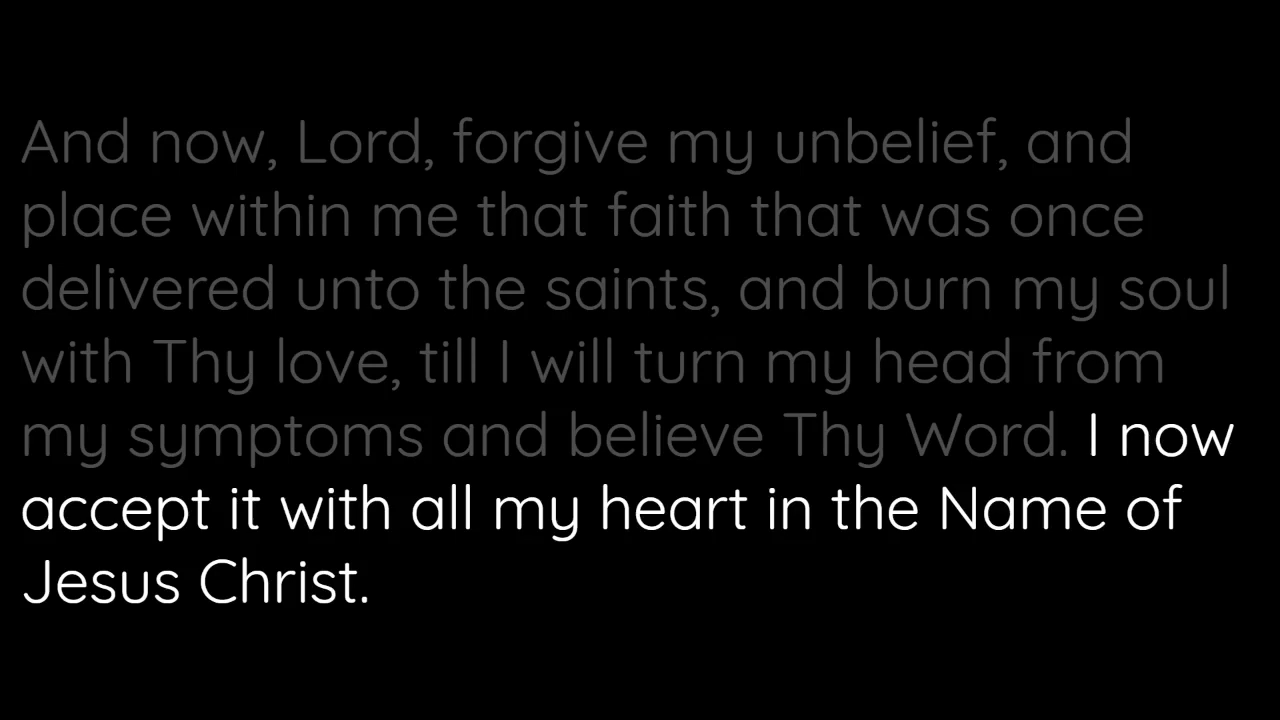 And now, Lord, forgive my unbelief, and
place within me that faith that was once
delivered unto the saints, and burn my soul
with Thy love, till I will turn my head from
my symptoms and believe Thy Word. I now
accept it with all my heart in the Name of
Jesus Christ.